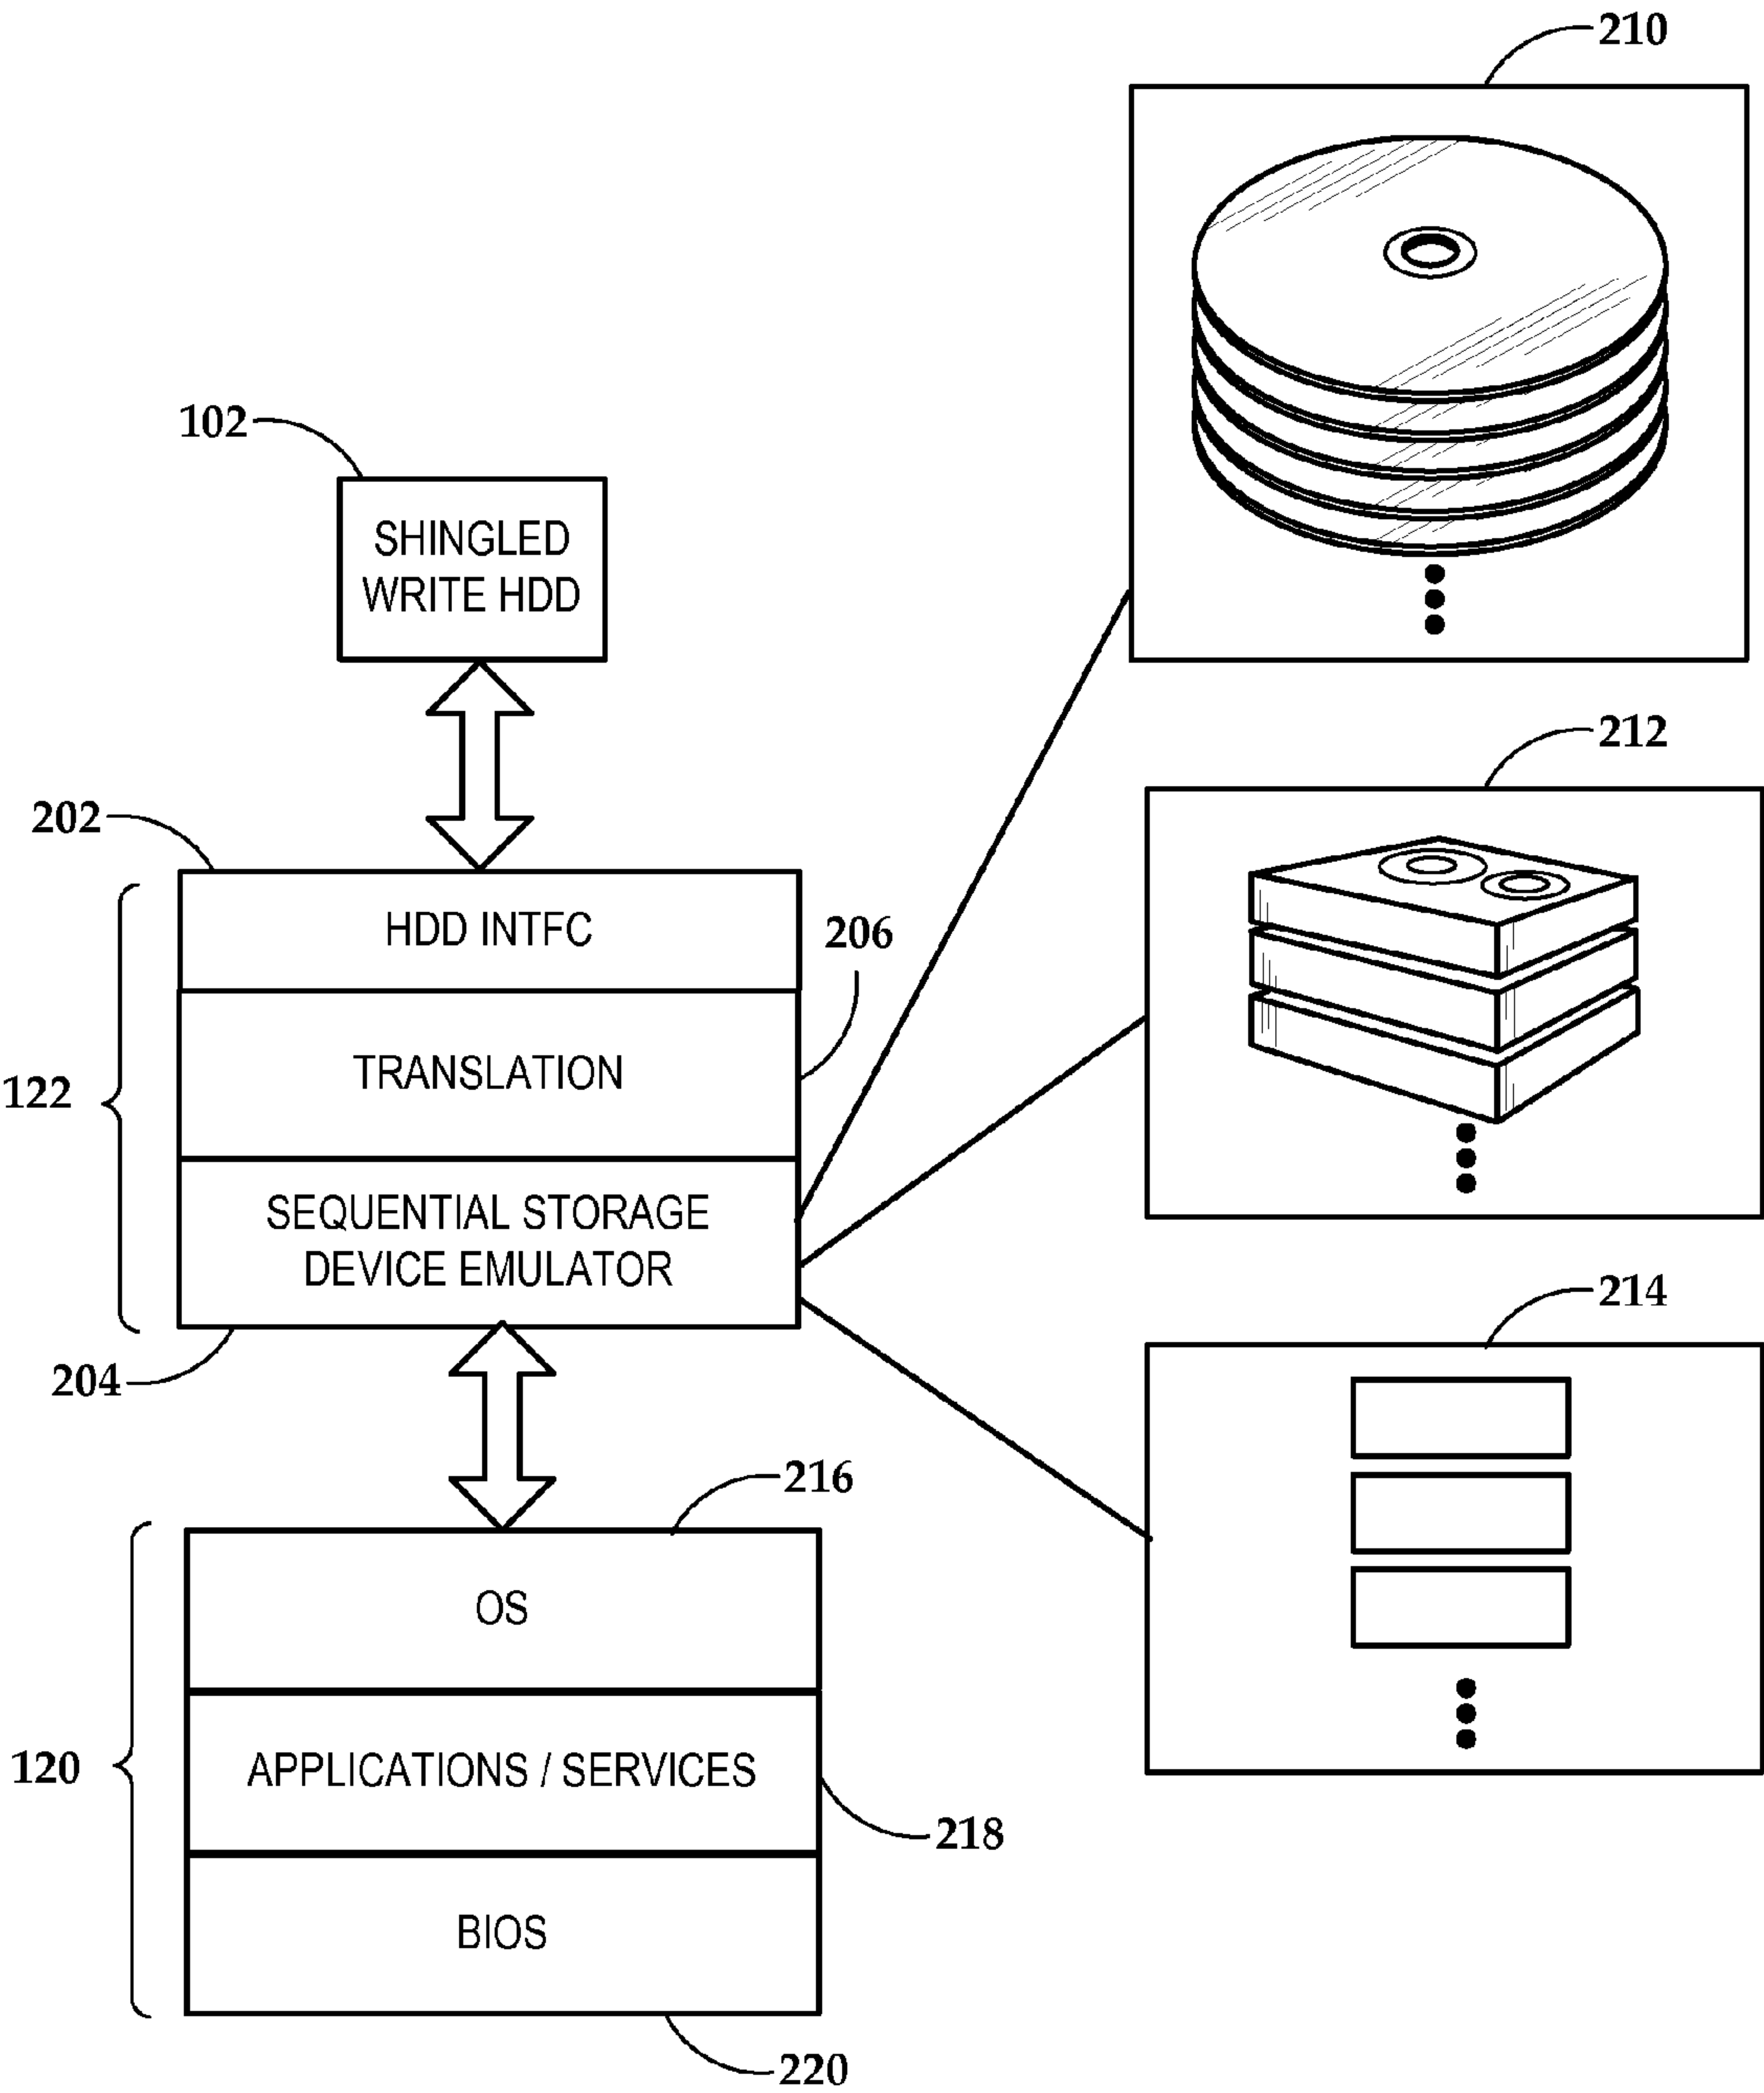 210
102
SHINGLED
WRITE HDD
212
202
HDD INTFC
206
TRANSLATION
122
SEQUENTIAL STORAGE
DEVICE EMULATOR
214
204
216
OS
120
APPLICATIONS / SERVICES
218
BIOS
220